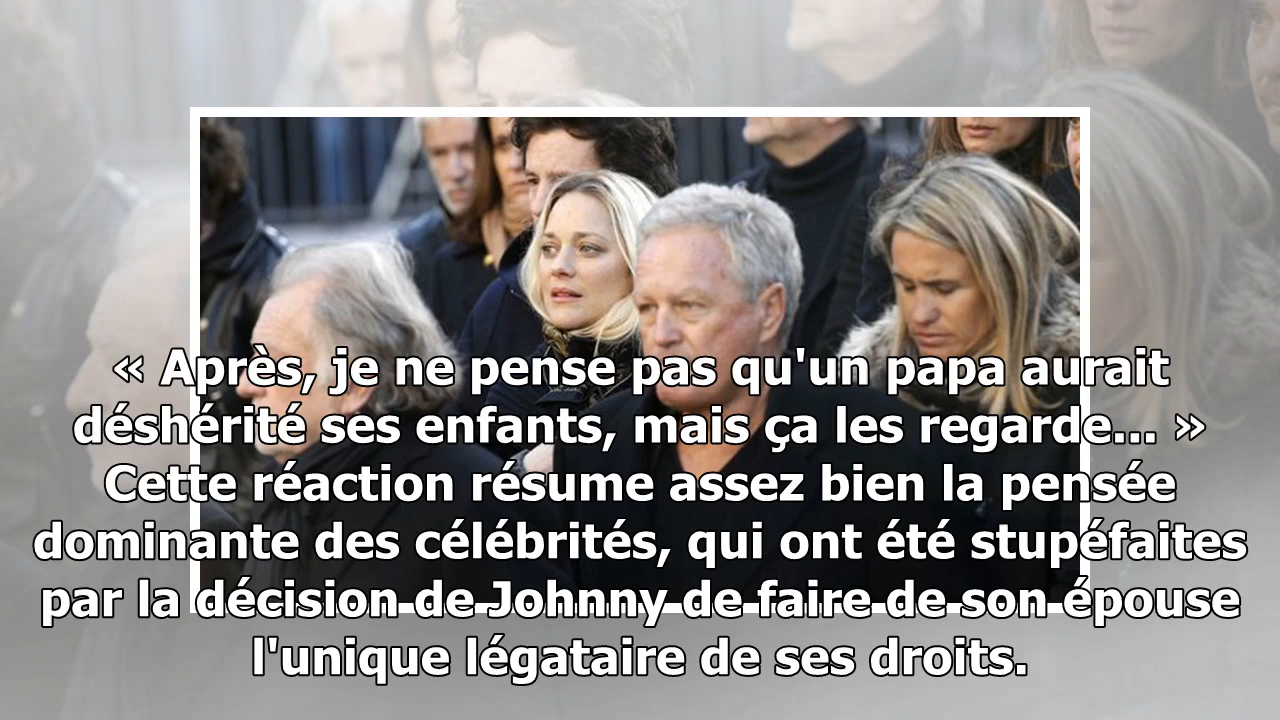 « Après, je ne pense pas qu'un papa aurait
déshérité ses enfants, mais ça les regarde... »
Cette réaction résume assez bien la pensée
dominante des célébrités, qui ont été stupéfaites
par la décision de Johnny de faire de son épouse
l'unique légataire de ses droits.